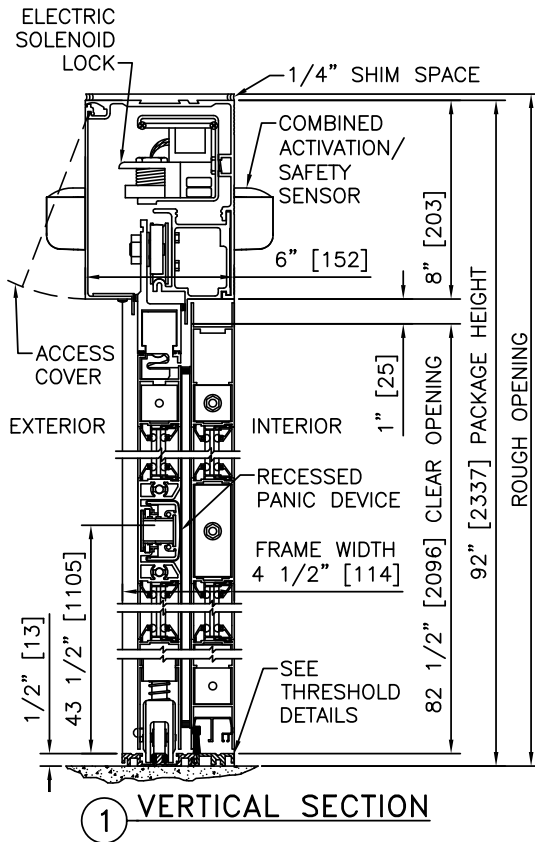 ELECTRIC
SOLENOID
LOCK
1/4" SHIM SPACE
COMBINED
ACTIVATION/
SAFETY
SENSOR
6" [152]
8" [203]
ACCESS
COVER
1" [25]
EXTERIOR
INTERIOR
RECESSED
PANIC DEVICE
FRAME WIDTH
4 1/2" [114]
1/2" [13]
43 1/2" [1105]
82 1/2" [2096] CLEAR OPENING
92" [2337] PACKAGE HEIGHT
ROUGH OPENING
SEE
THRESHOLD
DETAILS
1 VERTICAL SECTION